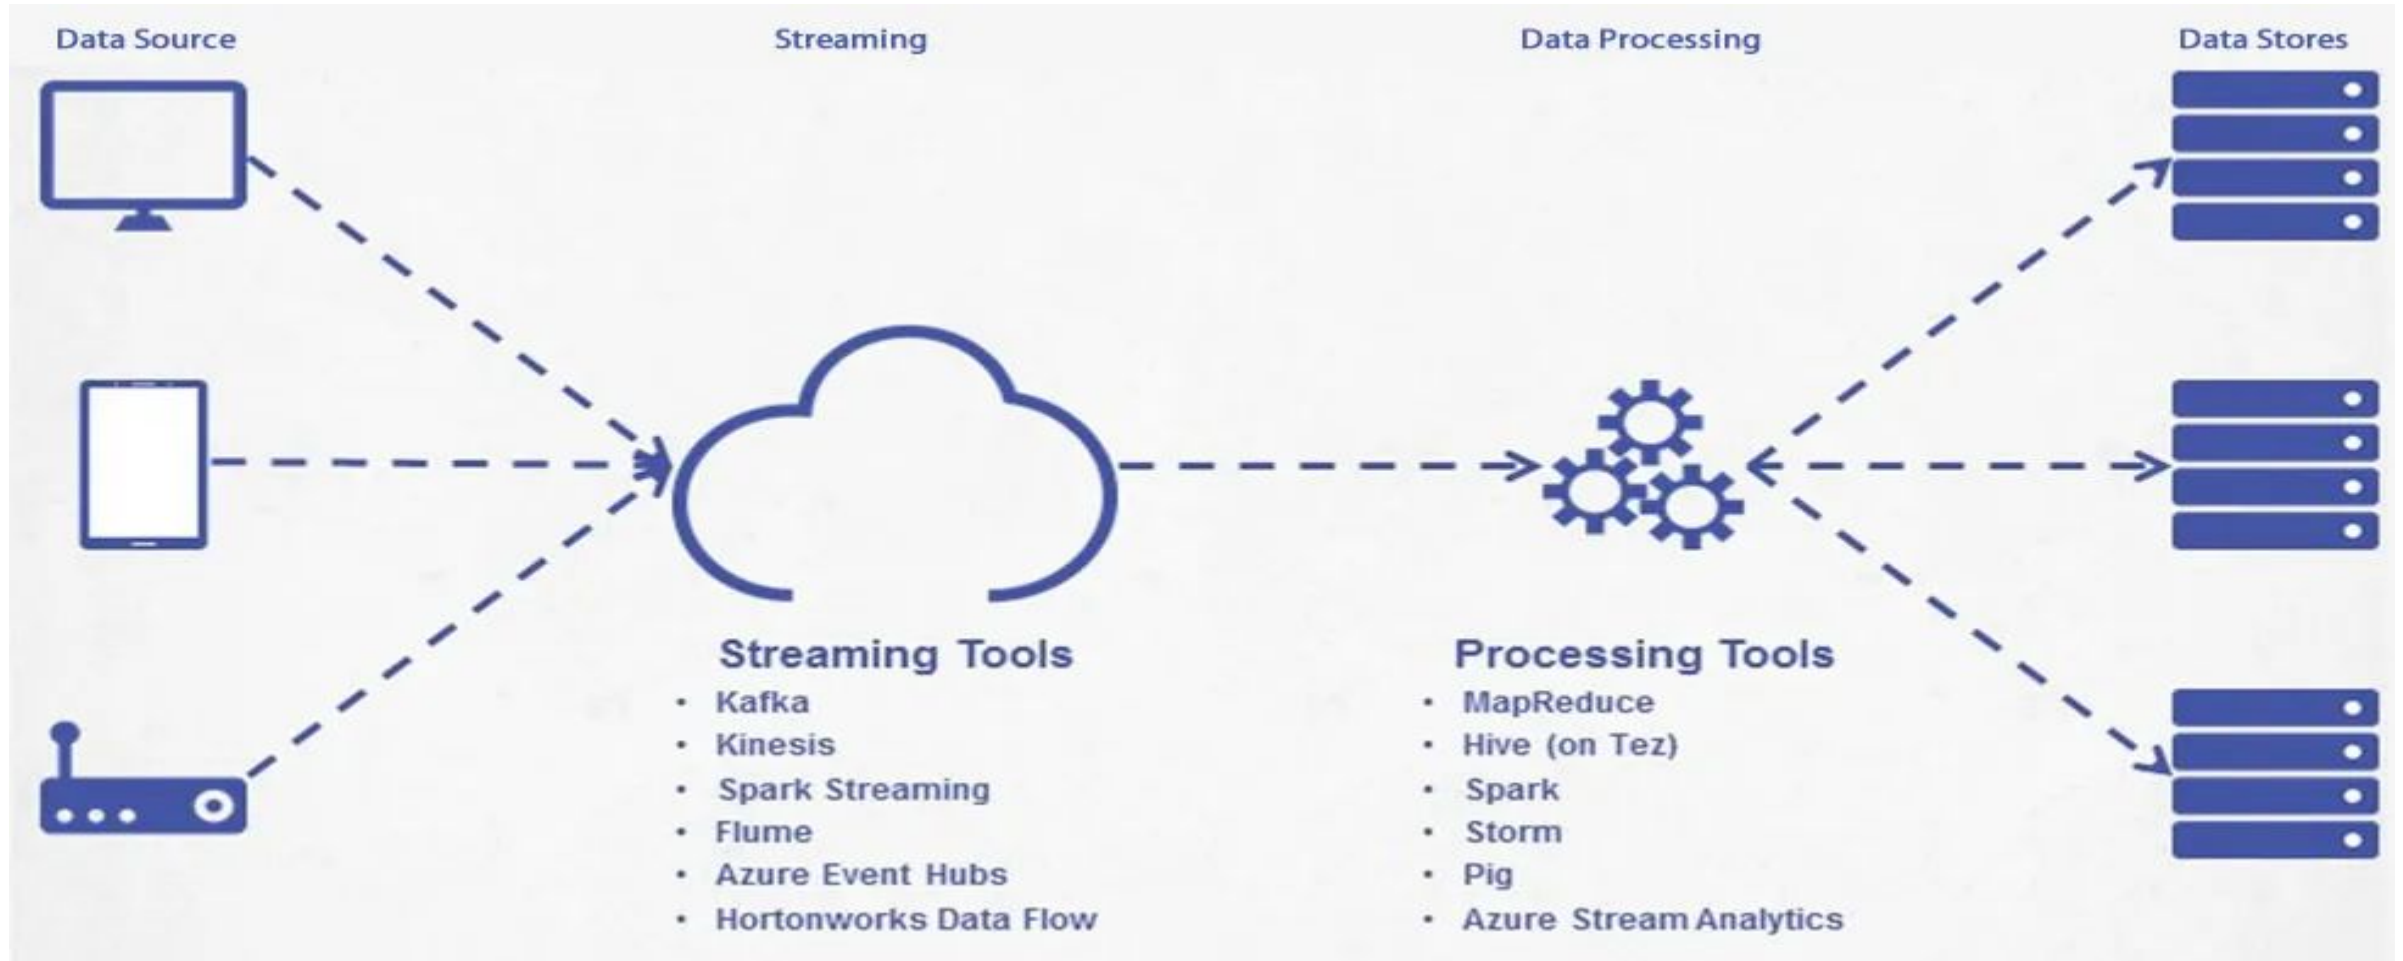 Data Source
Streaming
Data Processing
Data Stores
Streaming Tools
• Kafka
• Kinesis
• Spark Streaming
• Flume
• Azure Event Hubs
• Hortonworks Data Flow
Processing Tools
• MapReduce
• Hive (on Tez)
• Spark
• Storm
• Pig
• Azure Stream Analytics